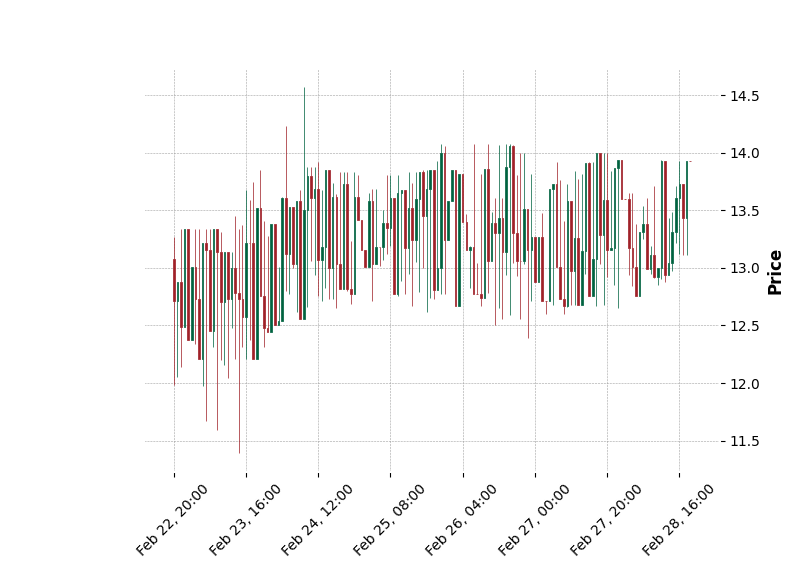 14.5
14.0
13.5
13.0
12.5
12.0
11.5
Price
Feb 22, 20:00
Feb 23, 16:00
Feb 24, 12:00
Feb 25, 08:00
Feb 26, 04:00
Feb 27, 00:00
Feb 27, 20:00
Feb 28, 16:00